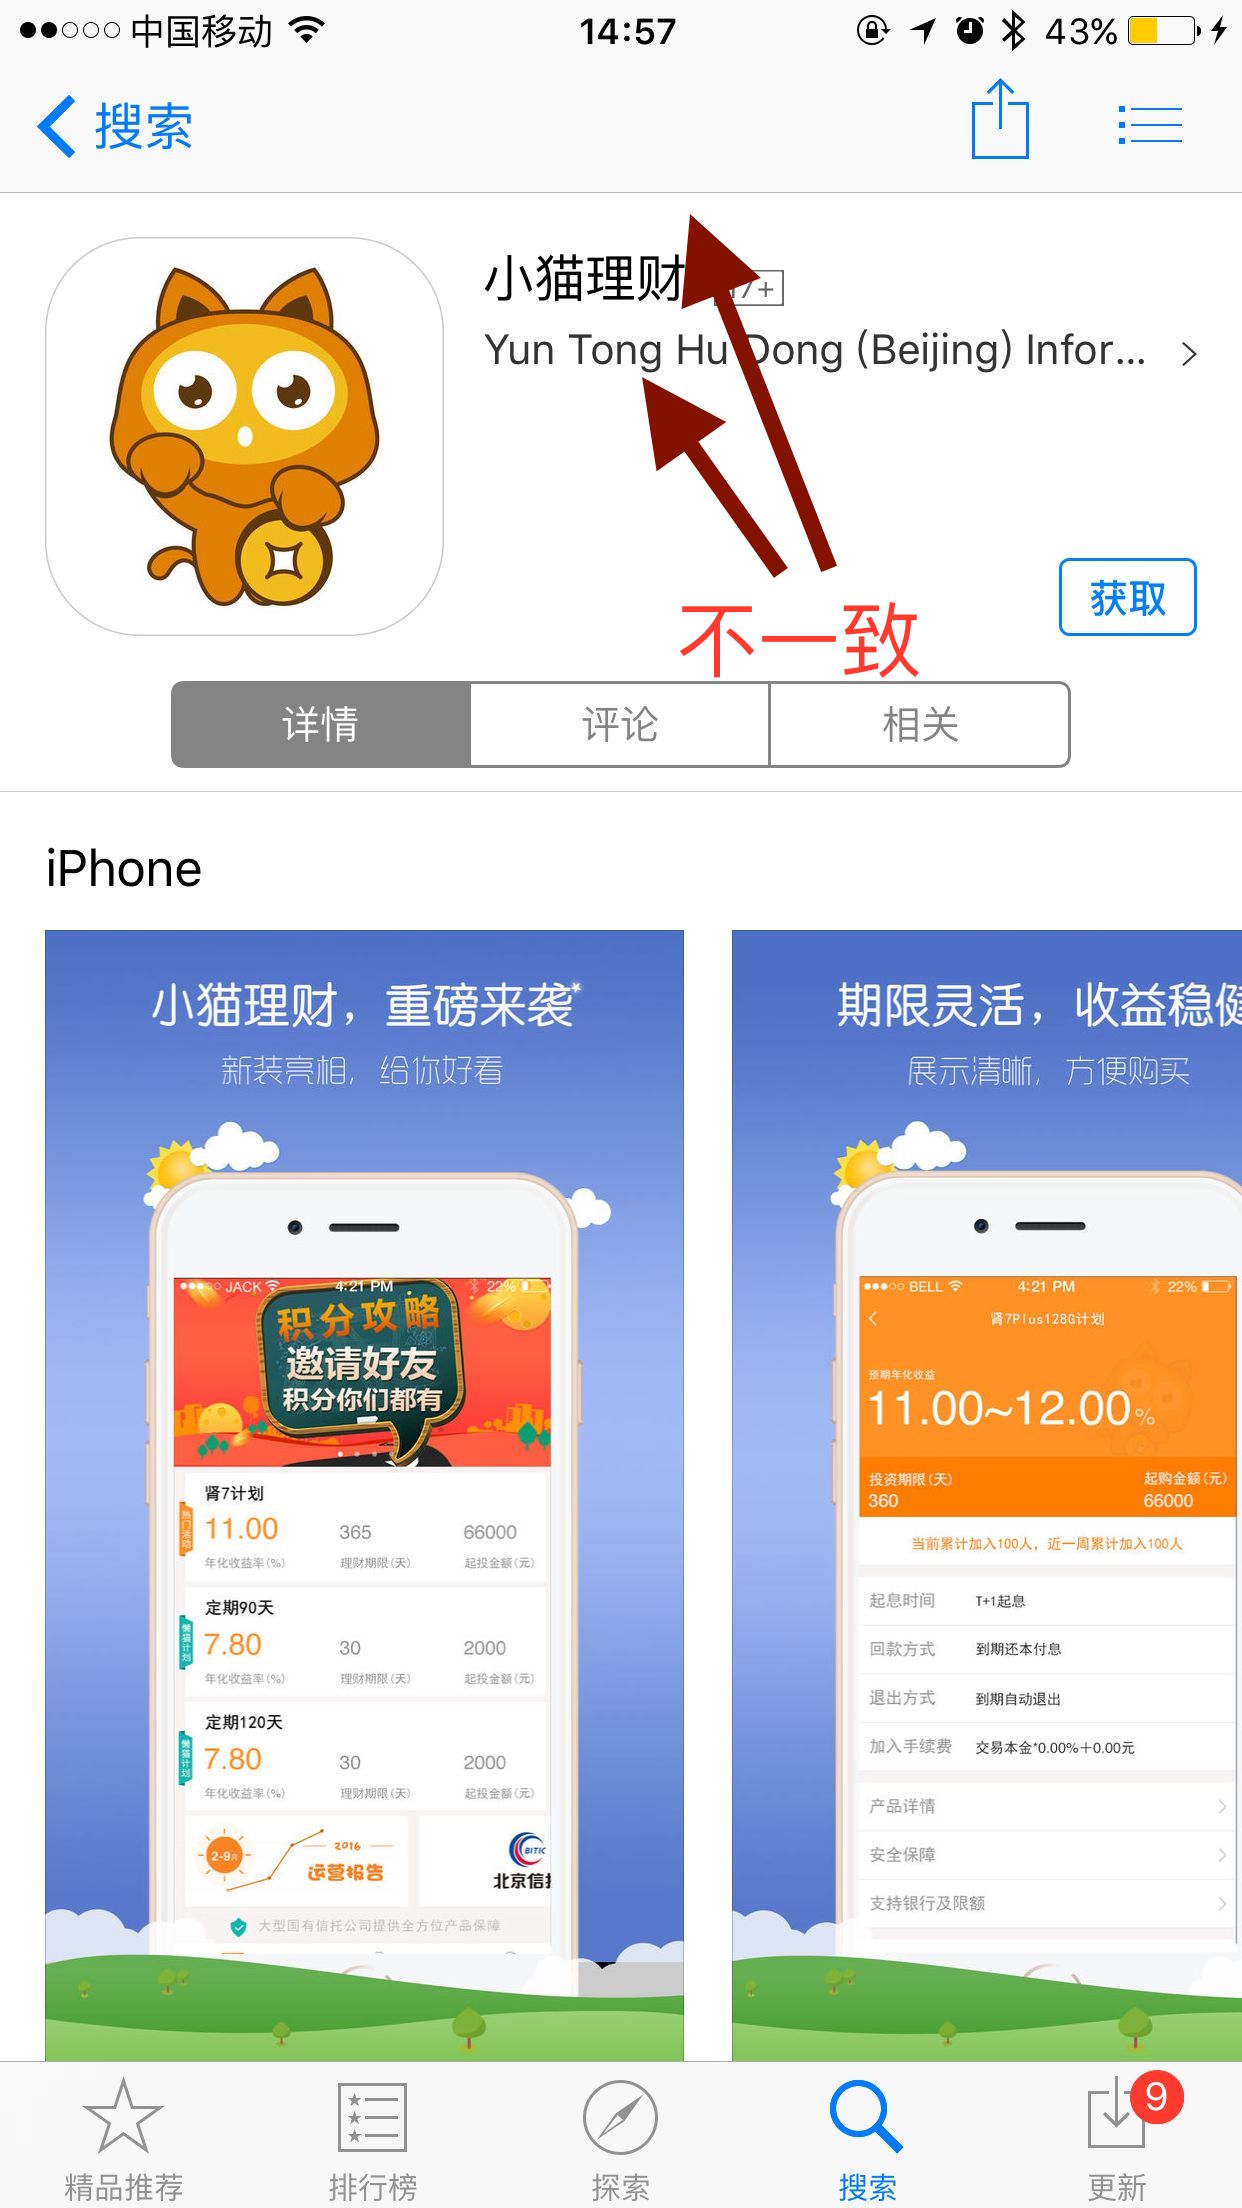 中国移动 14:57 43%
搜索
小猫理财 17+
Yun Tong Hu Dong (Beijing) Infor...
不一致
获取
详情 评论 相关
iPhone
小猫理财，重磅来袭
新装亮相，给你好看
JACK 4:21 PM 22%
积分攻略
邀请好友
积分你们都有
热门活动
肾7计划
11.00 365 66000
年化收益率(%) 理财期限(天) 起投金额(元)
懒猫计划
定期90天
7.80 30 2000
年化收益率(%) 理财期限(天) 起投金额(元)
懒猫计划
定期120天
7.80 30 2000
年化收益率(%) 理财期限(天) 起投金额(元)
2-9月
2016
运营报告
BITIC
北京信托
大型国有信托公司提供全方位产品保障
期限灵活，收益稳健
展示清晰，方便购买
BELL 4:21 PM 22%
肾7Plus128G计划
预期年化收益
11.00~12.00%
投资期限(天) 起购金额(元)
360 66000
当前累计加入100人，近一周累计加入100人
起息时间 T+1起息
回款方式 到期还本付息
退出方式 到期自动退出
加入手续费 交易本金*0.00%+0.00元
产品详情
安全保障
支持银行及限额
9
精品推荐 排行榜 探索 搜索 更新